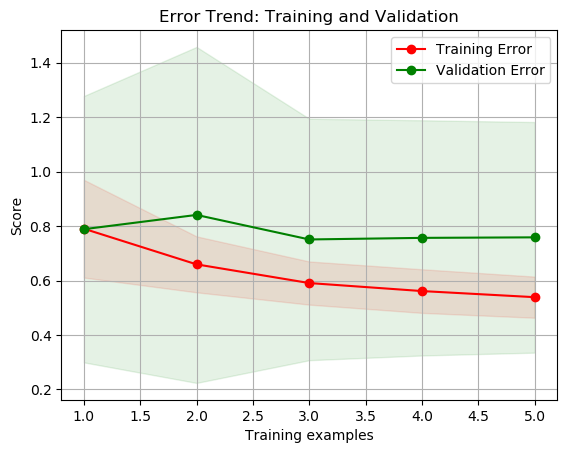 Error Trend: Training and Validation
Training Error
Validation Error
Score
1.4
1.2
1.0
0.8
0.6
0.4
0.2
1.0 1.5 2.0 2.5 3.0 3.5 4.0 4.5 5.0
Training examples